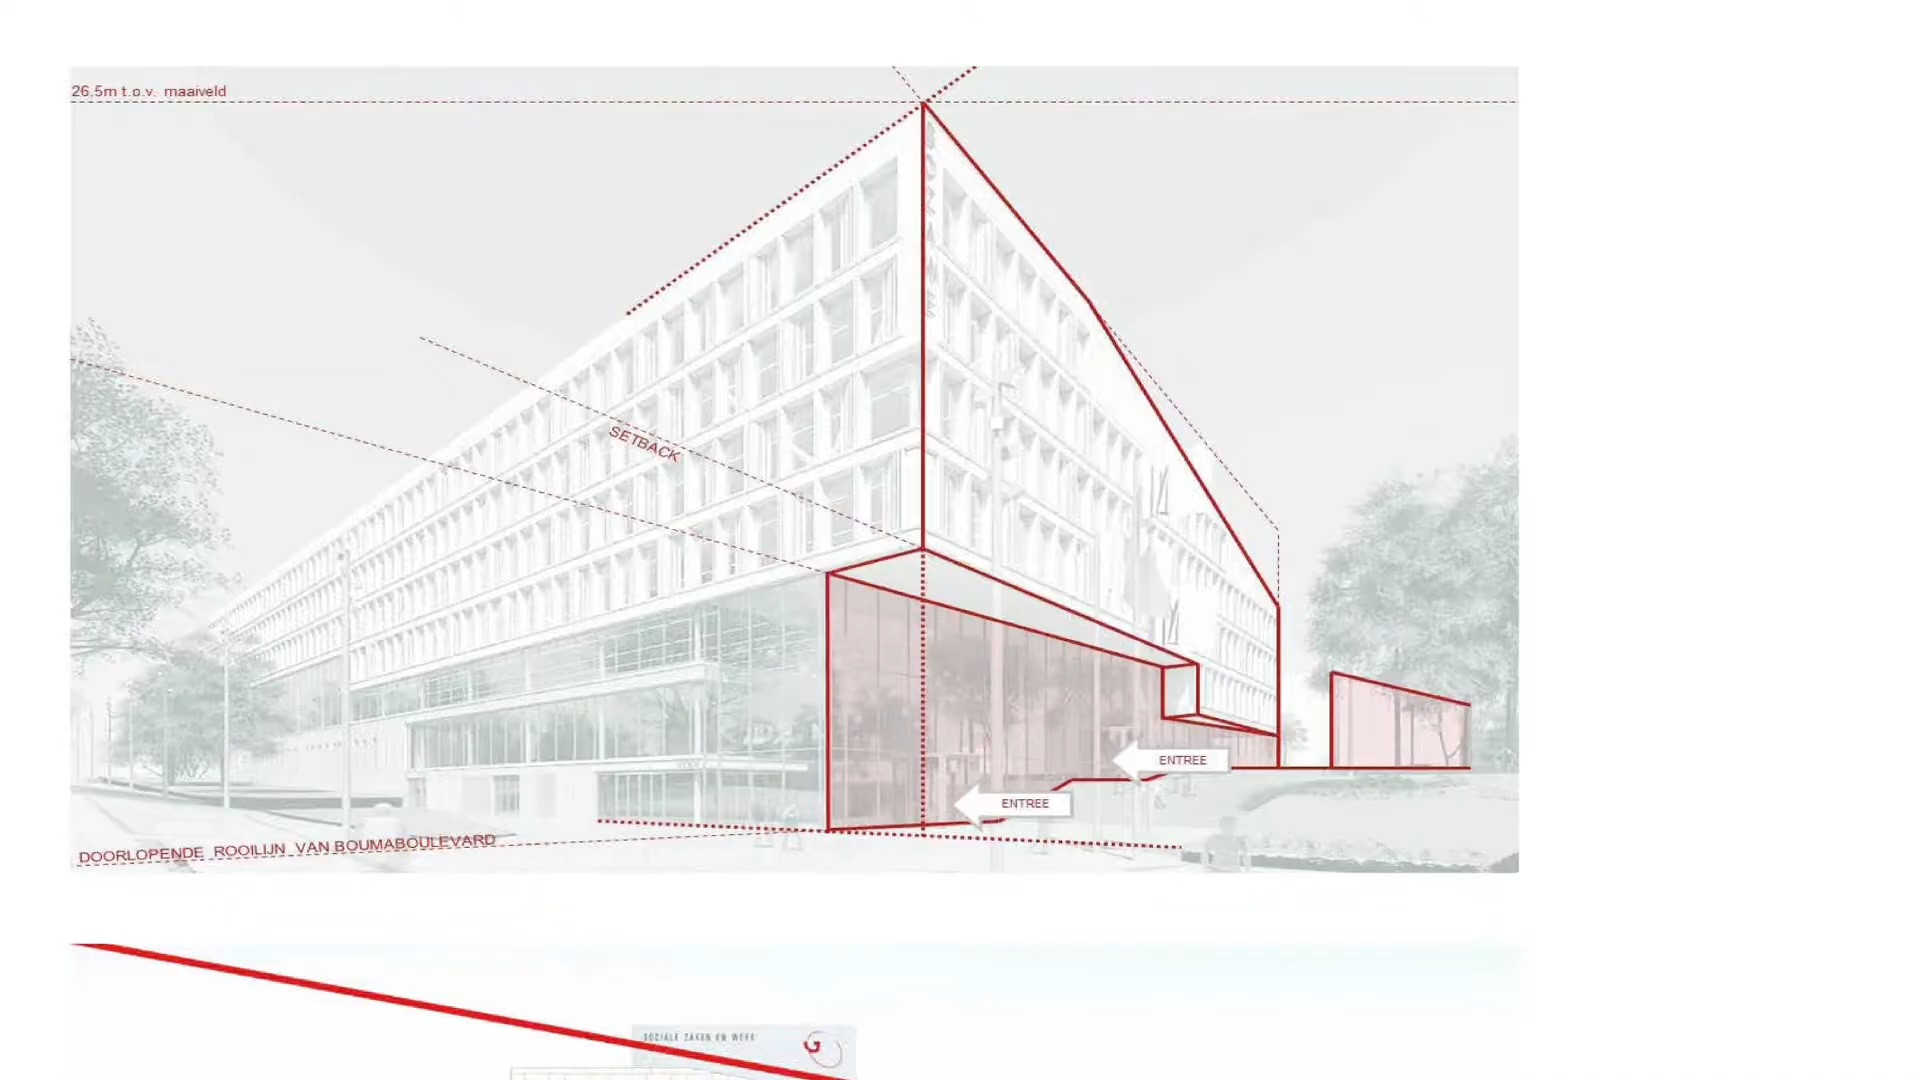 26.5m t.o.v. maaiveld
SETBACK
ENTREE
ENTREE
DOORLOPENDE ROOILIJN VAN BOUMABOULEVARD
SOCIALE ZAKEN EN WERK
G